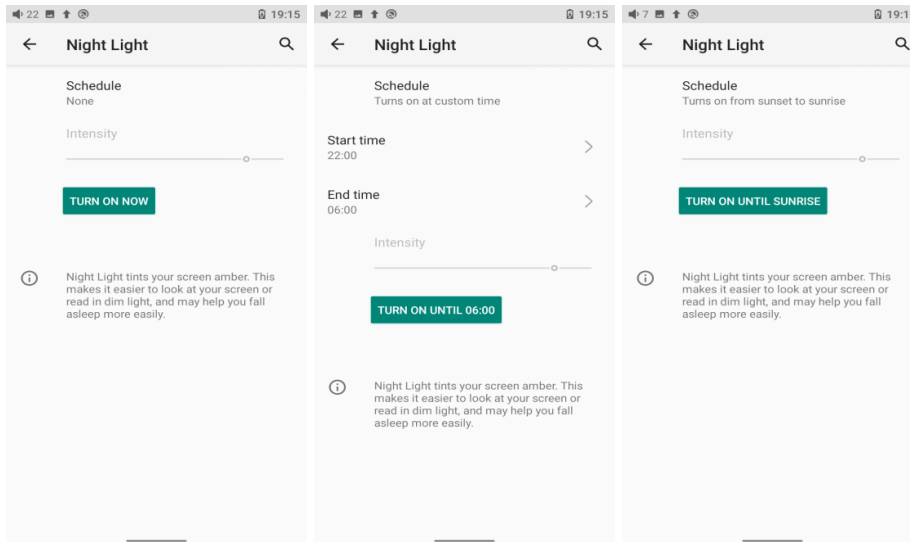 22
19:15
Night Light
Schedule
None
Intensity
TURN ON NOW
Night Light tints your screen amber. This
makes it easier to look at your screen or
read in dim light, and may help you fall
asleep more easily.
22
19:15
Night Light
Schedule
Turns on at custom time
Start time
22:00
End time
06:00
Intensity
TURN ON UNTIL 06:00
Night Light tints your screen amber. This
makes it easier to look at your screen or
read in dim light, and may help you fall
asleep more easily.
7
19:1
Night Light
Schedule
Turns on from sunset to sunrise
Intensity
TURN ON UNTIL SUNRISE
Night Light tints your screen amber. This
makes it easier to look at your screen or
read in dim light, and may help you fall
asleep more easily.